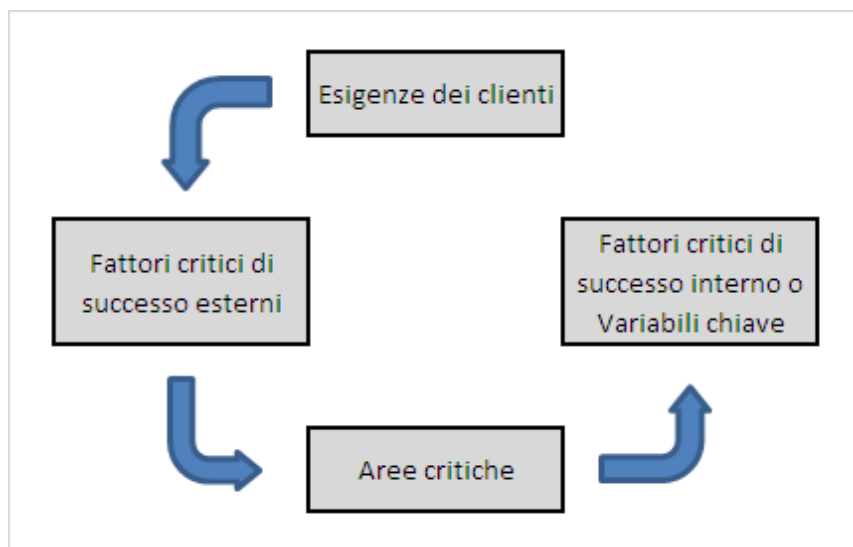 Esigenze dei clienti
Fattori critici di
successo esterni
Fattori critici di
successo interno o
Variabili chiave
Aree critiche